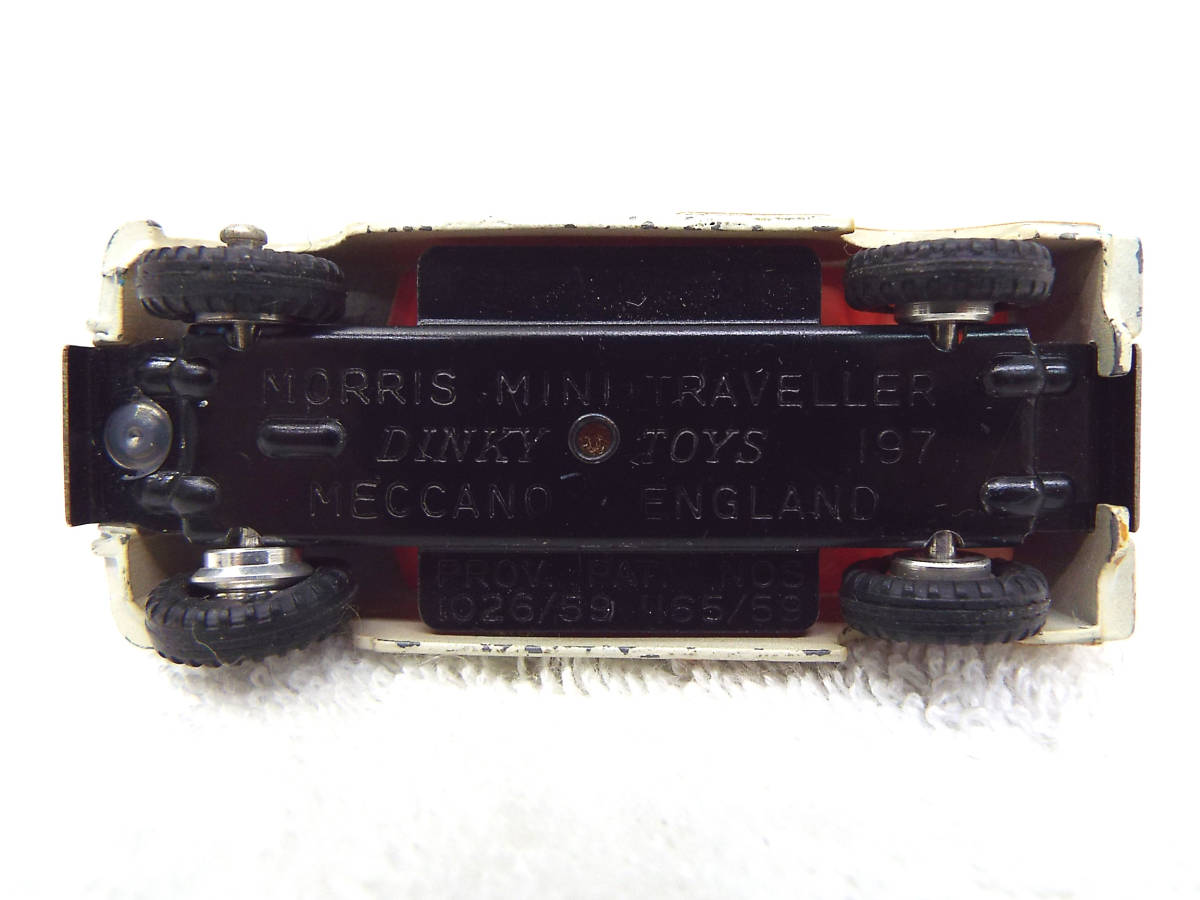 MORRIS MINI TRAVELLER
DINKY TOYS 197
MECCANO ENGLAND
PROV. PAT. NOS
1026/59 1165/59